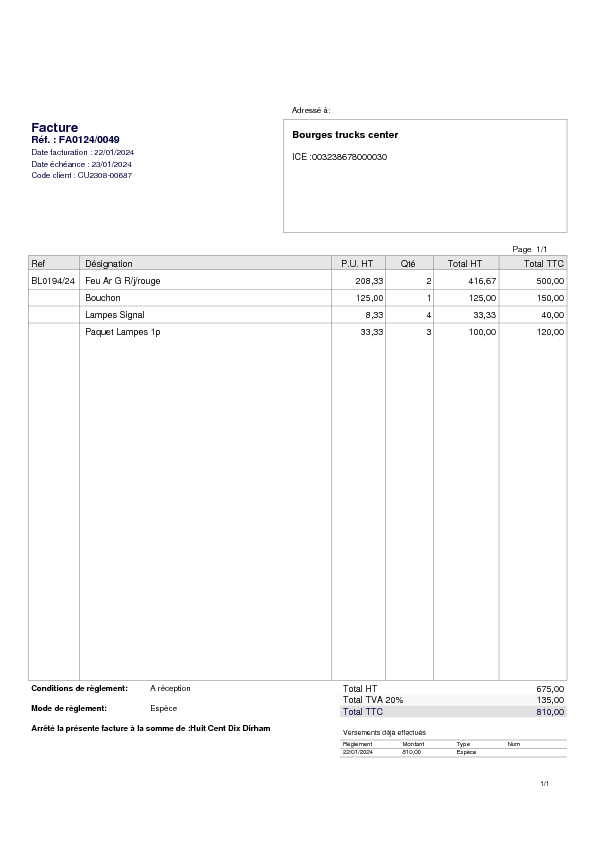 Adressé à:
Facture
Réf. : FA0124/0049
Date facturation : 22/01/2024
Date échéance : 23/01/2024
Code client : CU2308-00687
Bourges trucks center
ICE :003238678000030
Page 1/1
Ref Désignation P.U. HT Qté Total HT Total TTC
BL0194/24 Feu Ar G R/j/rouge 208,33 2 416,67 500,00
Bouchon 125,00 1 125,00 150,00
Lampes Signal 8,33 4 33,33 40,00
Paquet Lampes 1p 33,33 3 100,00 120,00
Conditions de règlement: A réception
Mode de règlement: Espèce
Arrêté la présente facture à la somme de :Huit Cent Dix Dirham
Total HT 675,00
Total TVA 20% 135,00
Total TTC 810,00
Versements déjà effectués
Règlement Montant Type Num
22/01/2024 810,00 Espèce
1/1